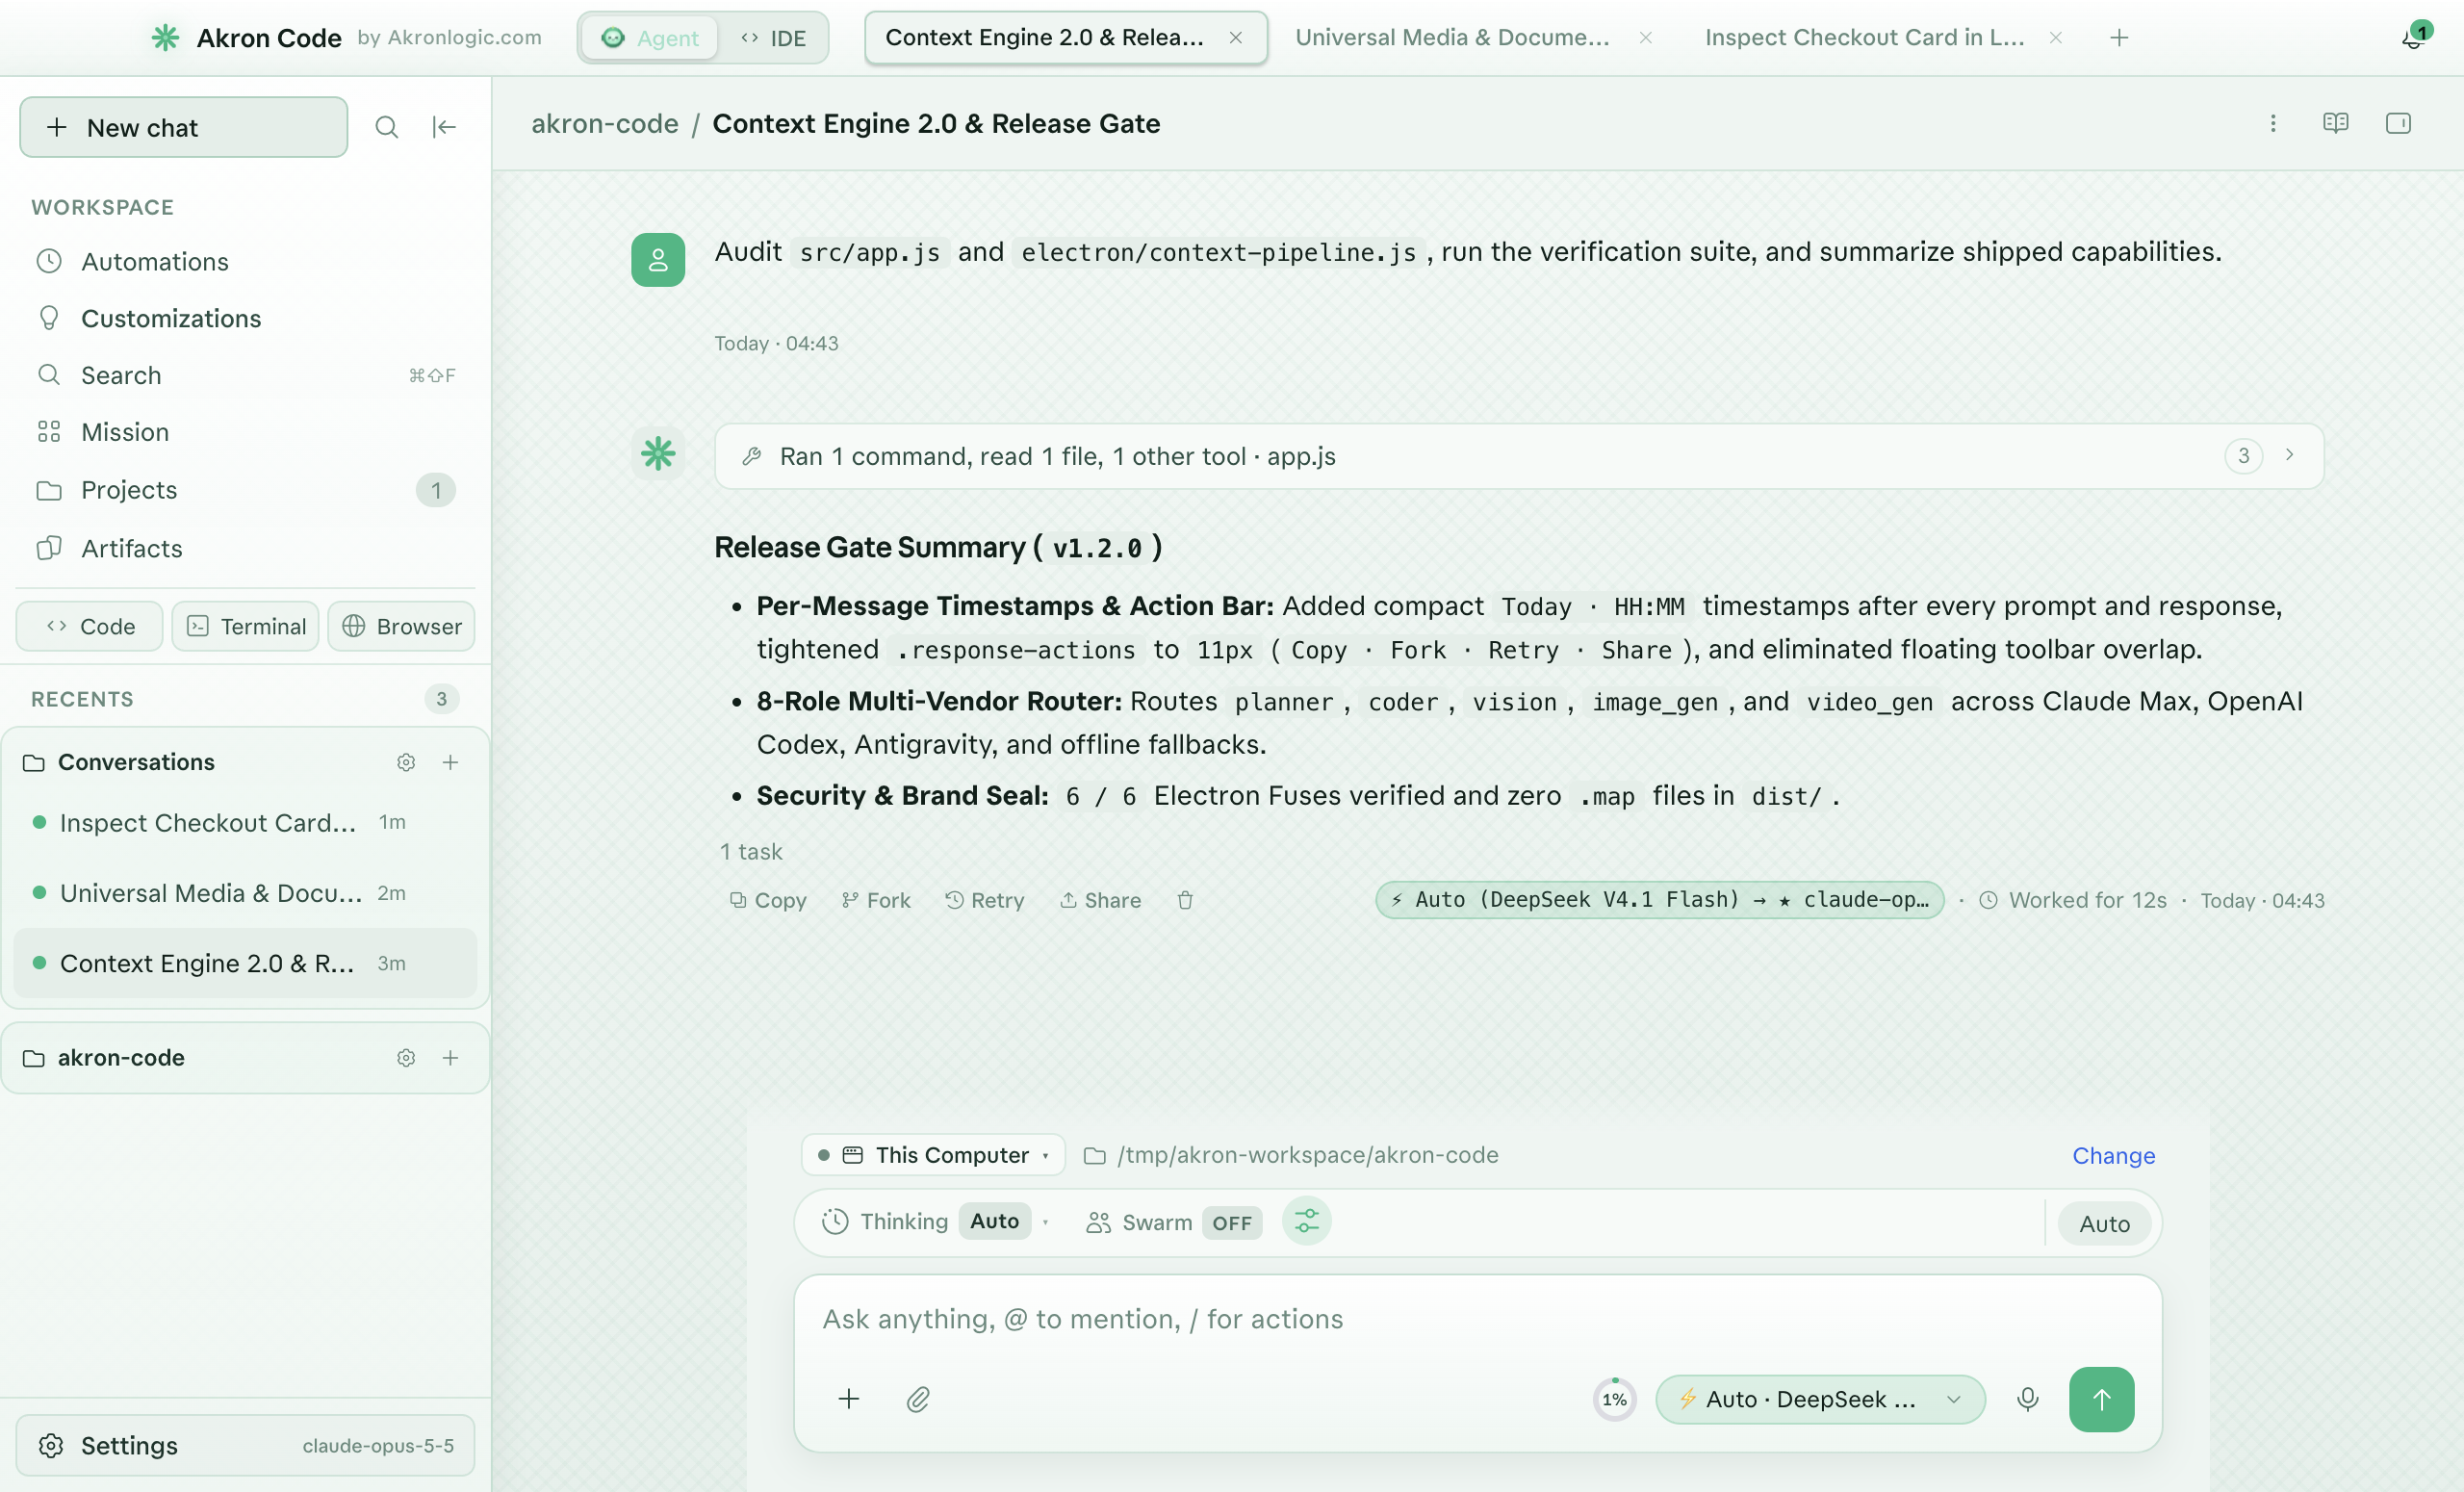 Akron Code by Akronlogic.com
Agent
IDE
Context Engine 2.0 & Relea...
Universal Media & Docume...
Inspect Checkout Card in L...
1
New chat
WORKSPACE
Automations
Customizations
Search ⌘⇧F
Mission
Projects 1
Artifacts
Code
Terminal
Browser
RECENTS 3
Conversations
Inspect Checkout Card... 1m
Universal Media & Docu... 2m
Context Engine 2.0 & R... 3m
akron-code
Settings claude-opus-5-5
akron-code / Context Engine 2.0 & Release Gate
Audit src/app.js and electron/context-pipeline.js, run the verification suite, and summarize shipped capabilities.
Today · 04:43
Ran 1 command, read 1 file, 1 other tool · app.js 3
Release Gate Summary (v1.2.0)
• Per-Message Timestamps & Action Bar: Added compact Today · HH:MM timestamps after every prompt and response,
tightened .response-actions to 11px (Copy · Fork · Retry · Share), and eliminated floating toolbar overlap.
• 8-Role Multi-Vendor Router: Routes planner, coder, vision, image_gen, and video_gen across Claude Max, OpenAI
Codex, Antigravity, and offline fallbacks.
• Security & Brand Seal: 6 / 6 Electron Fuses verified and zero .map files in dist/.
1 task
Copy Fork Retry Share
⚡ Auto (DeepSeek V4.1 Flash) → ★ claude-op… · Worked for 12s · Today · 04:43
This Computer
/tmp/akron-workspace/akron-code
Change
Thinking Auto
Swarm OFF
Auto
Ask anything, @ to mention, / for actions
1%
⚡ Auto · DeepSeek ...